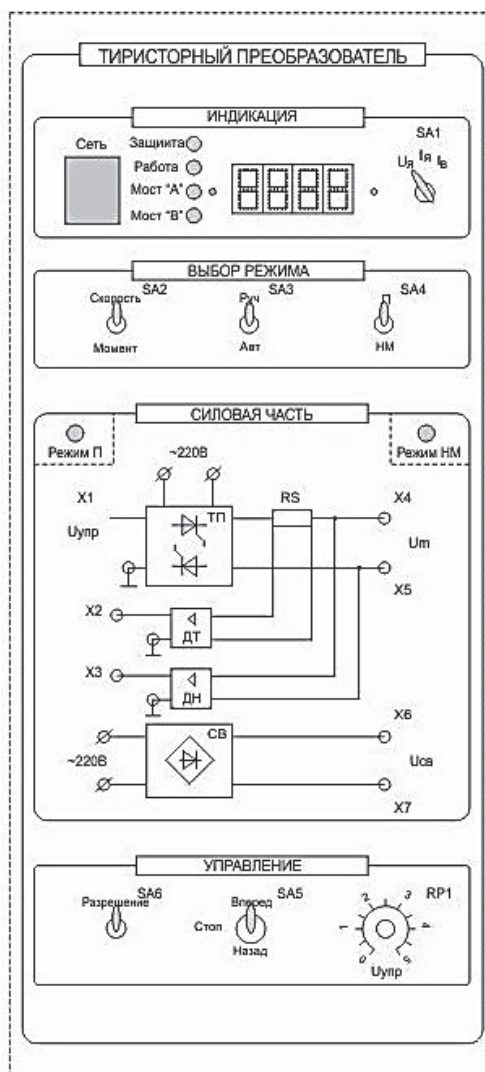 ТИРИСТОРНЫЙ ПРЕОБРАЗОВАТЕЛЬ
ИНДИКАЦИЯ
Сеть
Защиита
Работа
Мост "А"
Мост "В"
SA1
Uя Iя Iв
ВЫБОР РЕЖИМА
Скорость SA2
Момент
Руч SA3
Авт
П SA4
НМ
СИЛОВАЯ ЧАСТЬ
Режим П
Режим НМ
~220В
X1
Uупр
ТП
RS
X4
Uт
X5
X2
ДТ
X3
ДН
X6
СВ
~220В
Uсв
X7
УПРАВЛЕНИЕ
Разрешение SA6
Вперед SA5
Стоп
Назад
RP1
0 1 2 3 4 5
Uупр